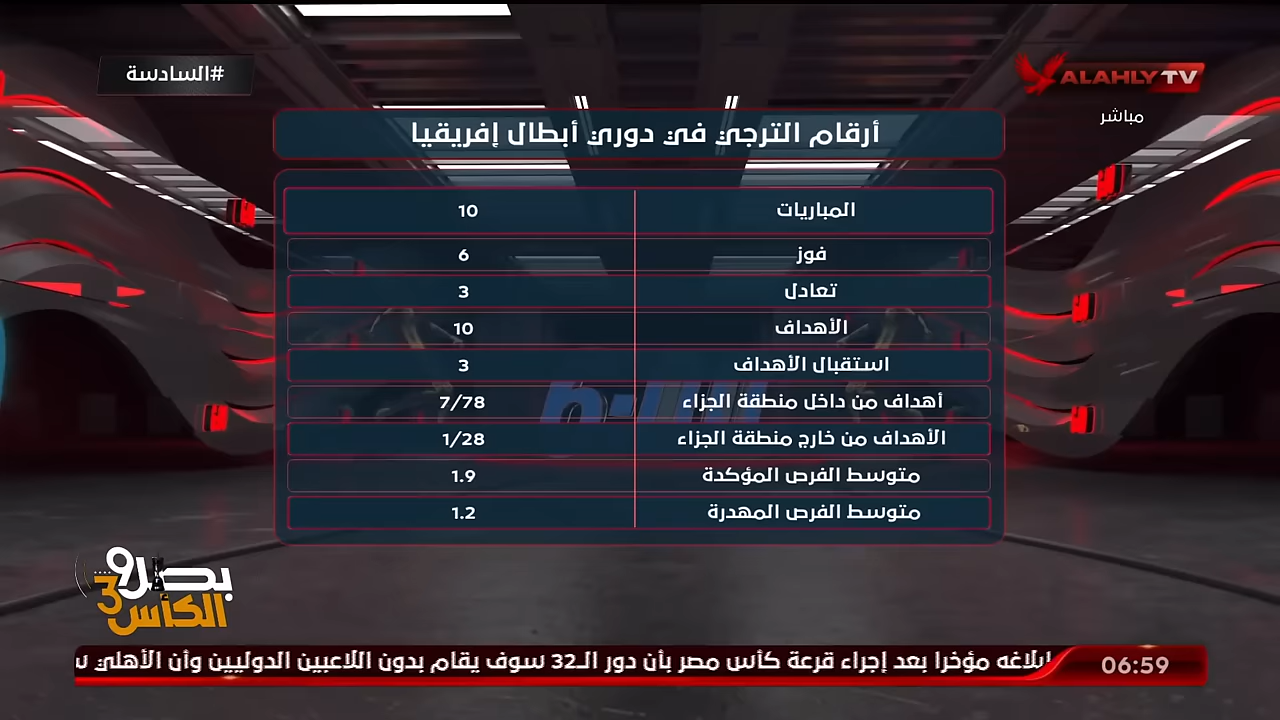 #السادسة
ALAHLY TV
مباشر
أرقام الترجي في دوري أبطال إفريقيا
المباريات 10
فوز 6
تعادل 3
الأهداف 10
استقبال الأهداف 3
أهداف من داخل منطقة الجزاء 7/78
الأهداف من خارج منطقة الجزاء 1/28
متوسط الفرص المؤكدة 1.9
متوسط الفرص المهدرة 1.2
الكأس
06:59
إبلاغه مؤخرا بعد إجراء قرعة كأس مصر بأن دور الـ32 سوف يقام بدون اللاعبين الدوليين وأن الأهلي